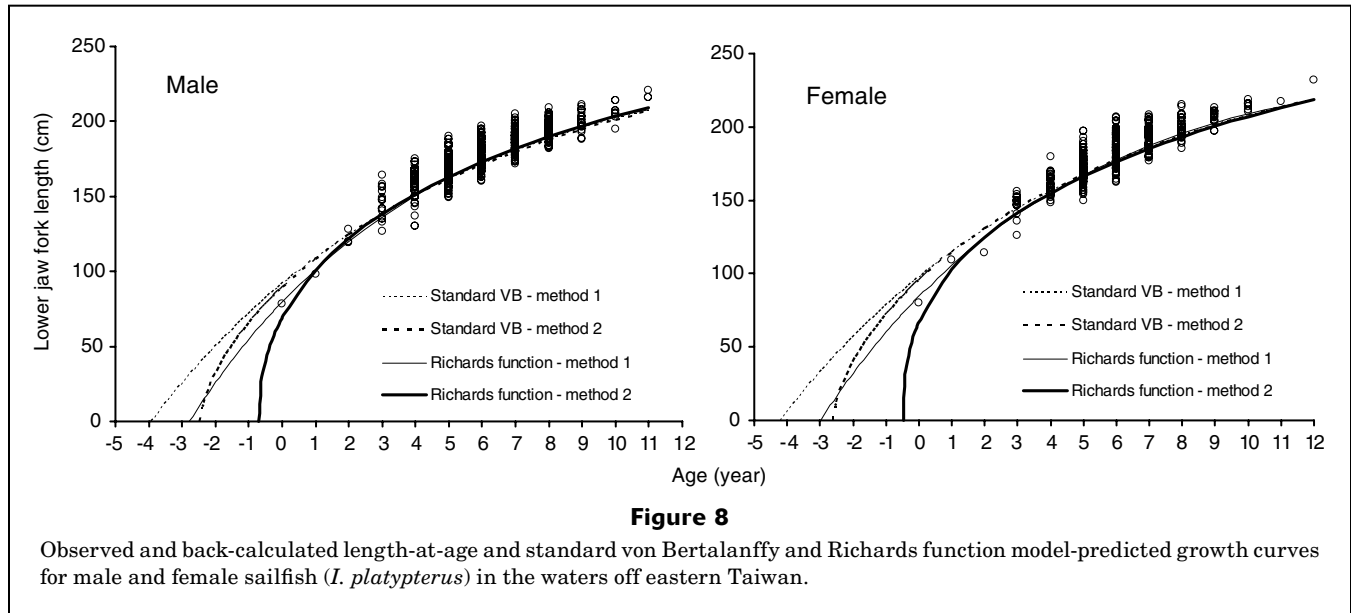 Male
Female
Lower jaw fork length (cm)
250
200
150
100
50
0
-5 -4 -3 -2 -1 0 1 2 3 4 5 6 7 8 9 10 11 12
Standard VB - method 1
Standard VB - method 2
Richards function - method 1
Richards function - method 2
250
200
150
100
50
0
-5 -4 -3 -2 -1 0 1 2 3 4 5 6 7 8 9 10 11 12
Standard VB - method 1
Standard VB - method 2
Richards function - method 1
Richards function - method 2
Age (year)
Figure 8
Observed and back-calculated length-at-age and standard von Bertalanffy and Richards function model-predicted growth curves
for male and female sailfish (I. platypterus) in the waters off eastern Taiwan.